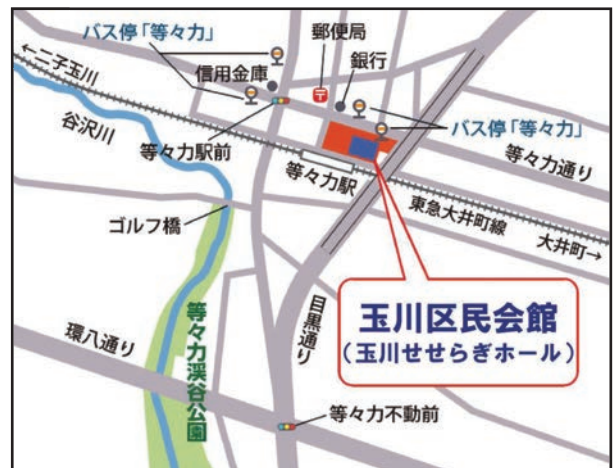 バス停「等々力」
郵便局
←二子玉川
信用金庫
銀行
谷沢川
バス停「等々力」
等々力駅前
等々力通り
等々力駅
東急大井町線
大井町→
ゴルフ橋
玉川区民会館
(玉川せせらぎホール)
等々力渓谷公園
目黒通り
環八通り
等々力不動前